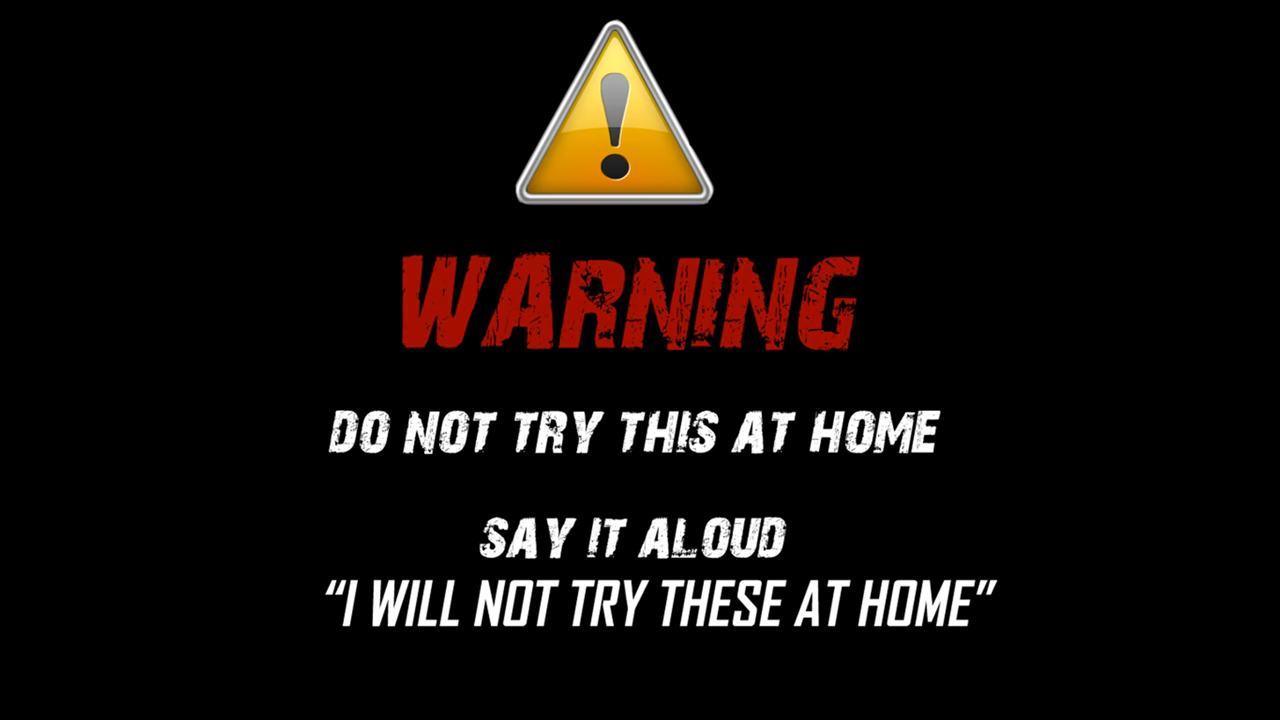 WARNING
DO NOT TRY THIS AT HOME
SAY IT ALOUD
“I WILL NOT TRY THESE AT HOME”